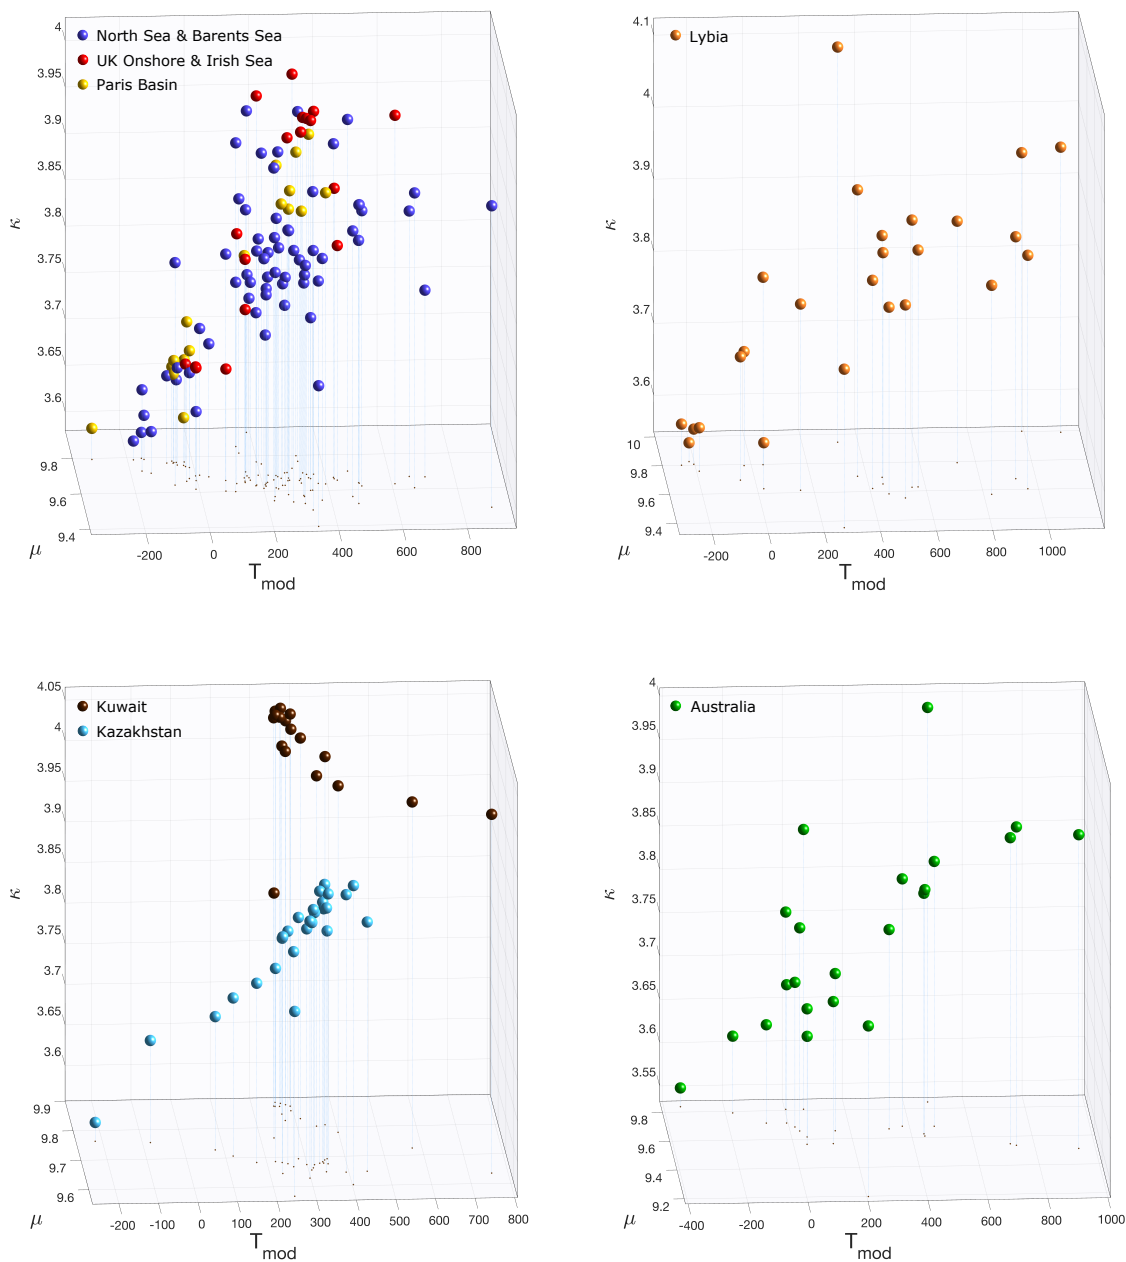 4
3.95
3.9
3.85
3.8
3.75
3.7
3.65
3.6
κ
North Sea & Barents Sea
UK Onshore & Irish Sea
Paris Basin
9.8
9.6
9.4
μ
-200 0 200 400 600 800
Tmod
4.1
4
3.9
3.8
3.7
3.6
κ
Lybia
10
9.8
9.6
9.4
μ
-200 0 200 400 600 800 1000
Tmod
4.05
4
3.95
3.9
3.85
3.8
3.75
3.7
3.65
3.6
κ
Kuwait
Kazakhstan
9.9
9.8
9.7
9.6
μ
-200 -100 0 100 200 300 400 500 600 700 800
Tmod
4
3.95
3.9
3.85
3.8
3.75
3.7
3.65
3.6
3.55
κ
Australia
9.8
9.6
9.4
9.2
μ
-400 -200 0 200 400 600 800 1000
Tmod